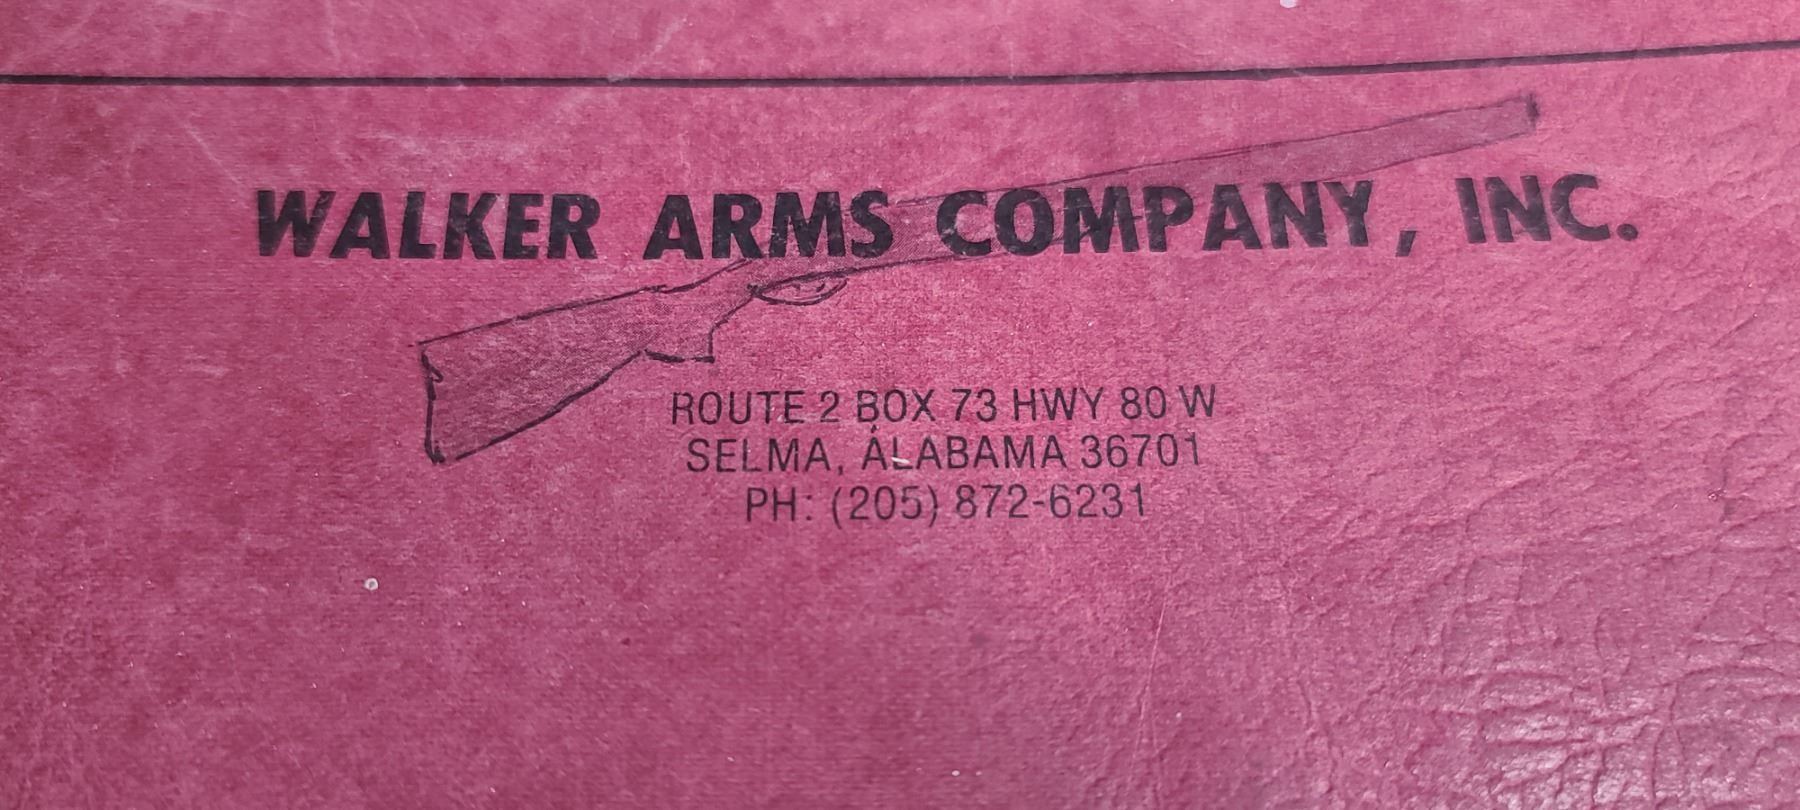 WALKER ARMS COMPANY, INC.
ROUTE 2 BOX 73 HWY 80 W
SELMA, ALABAMA 36701
PH: (205) 872-6231